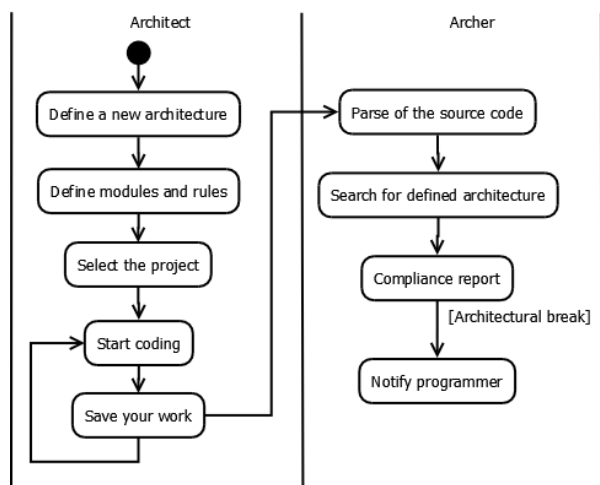 Architect
Archer
Define a new architecture
Define modules and rules
Select the project
Start coding
Save your work
Parse of the source code
Search for defined architecture
Compliance report
[Architectural break]
Notify programmer